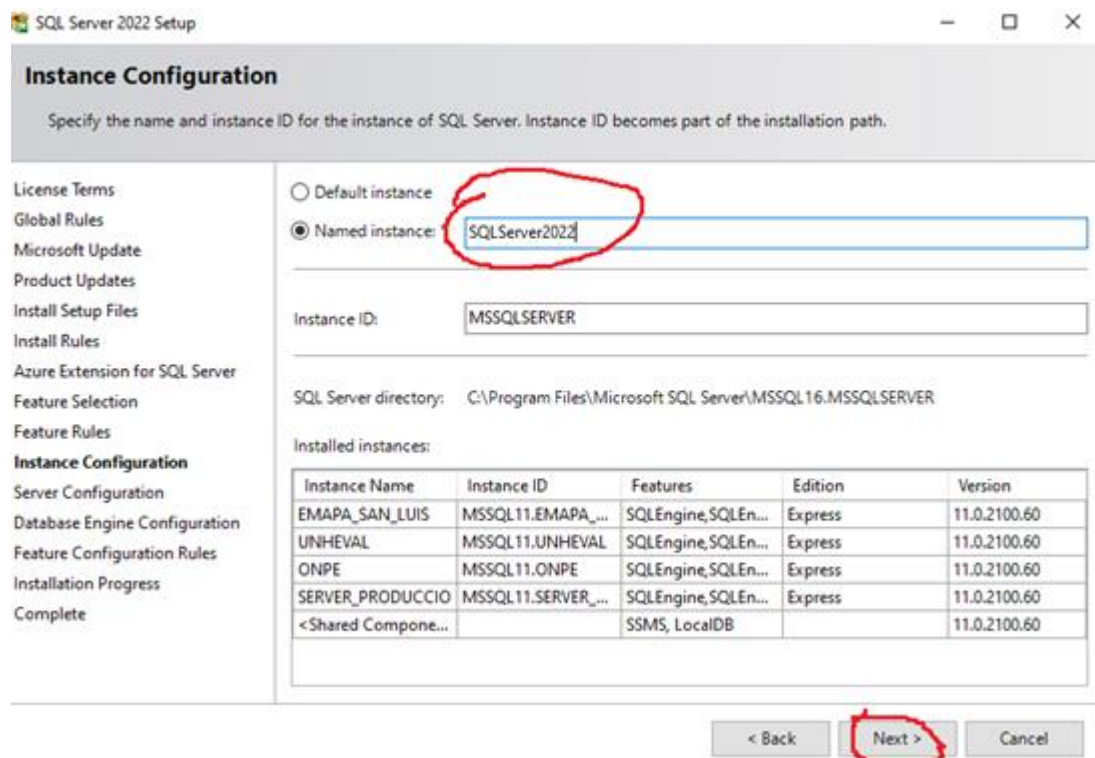 SQL Server 2022 Setup
Instance Configuration
Specify the name and instance ID for the instance of SQL Server. Instance ID becomes part of the installation path.
License Terms
Global Rules
Microsoft Update
Product Updates
Install Setup Files
Install Rules
Azure Extension for SQL Server
Feature Selection
Feature Rules
Instance Configuration
Server Configuration
Database Engine Configuration
Feature Configuration Rules
Installation Progress
Complete
Default instance
Named instance: SQLServer2022
Instance ID: MSSQLSERVER
SQL Server directory: C:\Program Files\Microsoft SQL Server\MSSQL16.MSSQLSERVER
Installed instances:
Instance Name Instance ID Features Edition Version
EMAPA_SAN_LUIS MSSQL11.EMAPA_... SQLEngine,SQLEn... Express 11.0.2100.60
UNHEVAL MSSQL11.UNHEVAL SQLEngine,SQLEn... Express 11.0.2100.60
ONPE MSSQL11.ONPE SQLEngine,SQLEn... Express 11.0.2100.60
SERVER_PRODUCCIO MSSQL11.SERVER_... SQLEngine,SQLEn... Express 11.0.2100.60
<Shared Compone... SSMS, LocalDB 11.0.2100.60
< Back Next > Cancel